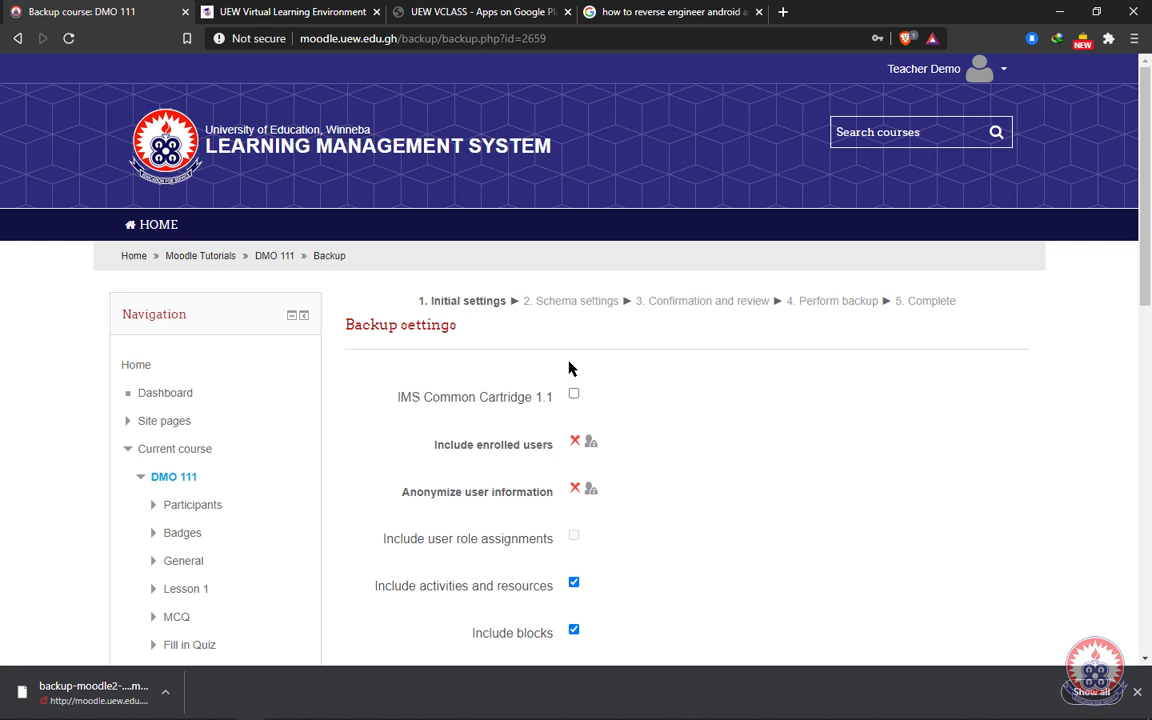 Backup course: DMO 111
UEW Virtual Learning Environment
UEW VCLASS - Apps on Google Pl
how to reverse engineer android a
Not secure
moodle.uew.edu.gh/backup/backup.php?id=2659
1
NEW
Teacher Demo
University of Education, Winneba
LEARNING MANAGEMENT SYSTEM
Search courses
HOME
Home » Moodle Tutorials » DMO 111 » Backup
Navigation
Home
Dashboard
Site pages
Current course
DMO 111
Participants
Badges
General
Lesson 1
MCQ
Fill in Quiz
1. Initial settings ► 2. Schema settings ► 3. Confirmation and review ► 4. Perform backup ► 5. Complete
Backup settings
IMS Common Cartridge 1.1
Include enrolled users
Anonymize user information
Include user role assignments
Include activities and resources
Include blocks
backup-moodle2-....m...
http://moodle.uew.edu....
Show all